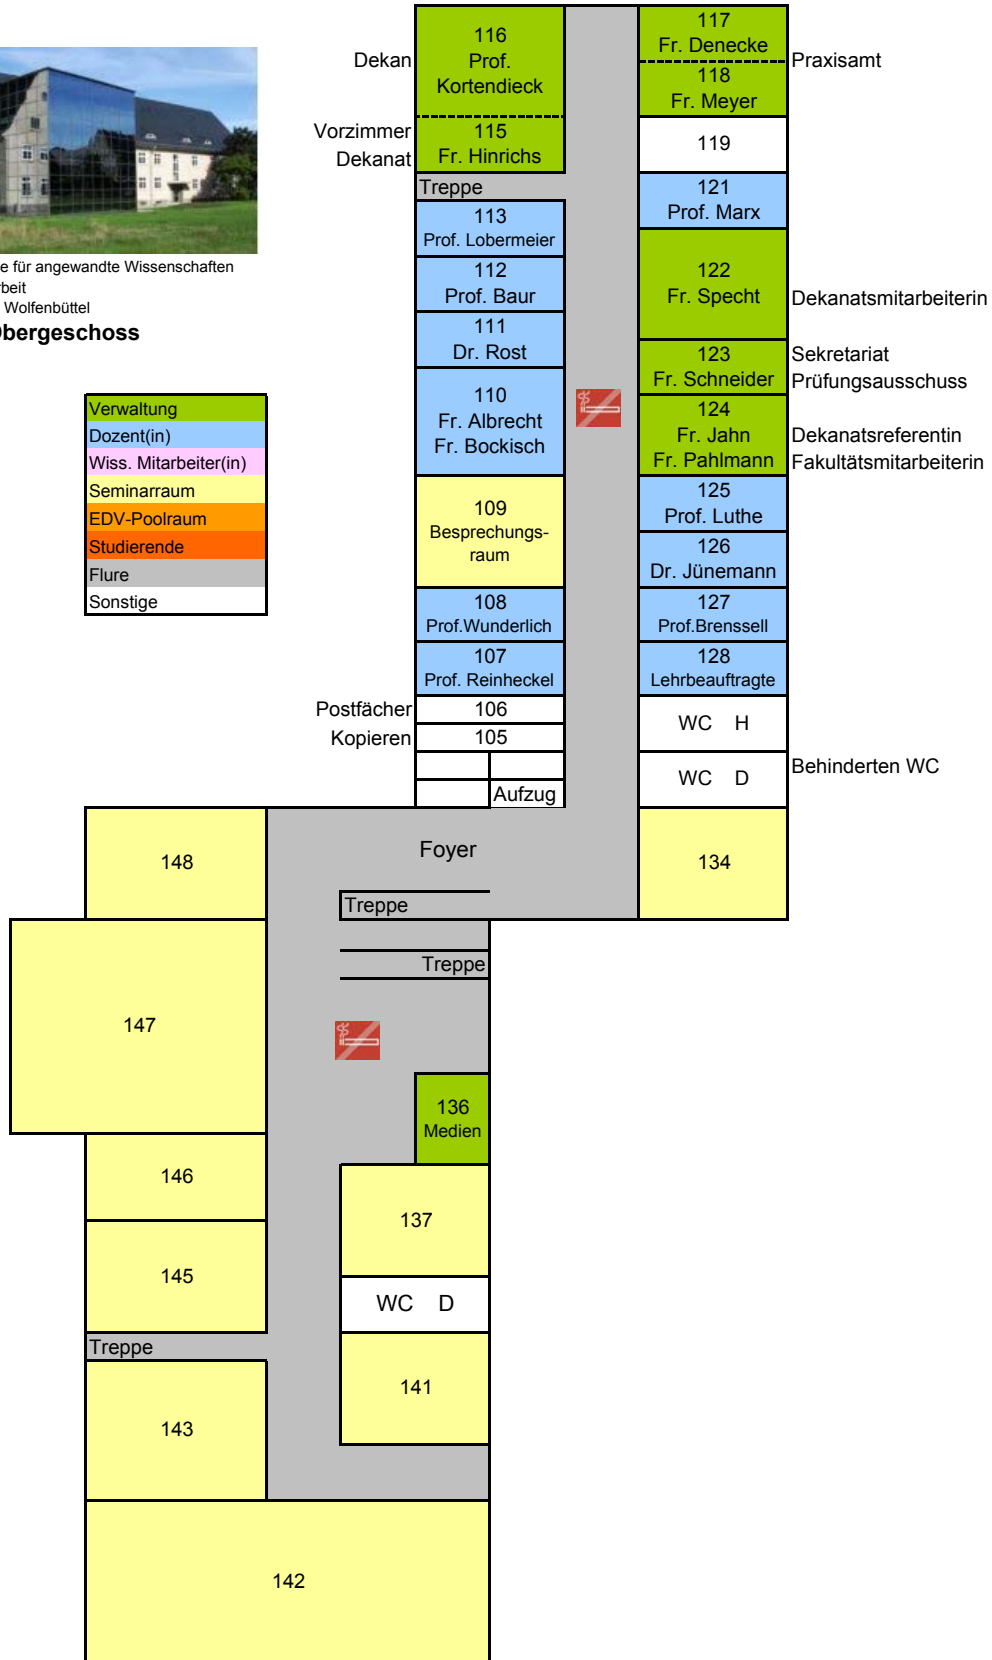 116
Prof.
Kortendieck
Dekan
117
Fr. Denecke
118
Fr. Meyer
Praxisamt
Vorzimmer
Dekanat
115
Fr. Hinrichs
119
Treppe
121
Prof. Marx
113
Prof. Lobermeier
112
Prof. Baur
122
Fr. Specht
Dekanatsmitarbeiterin
e für angewandte Wissenschaften
rbeit
Wolfenbüttel
Obergeschoss
111
Dr. Rost
123
Fr. Schneider
Sekretariat
Prüfungsausschuss
110
Fr. Albrecht
Fr. Bockisch
124
Fr. Jahn
Fr. Pahlmann
Dekanatsreferentin
Fakultätsmitarbeiterin
Verwaltung
Dozent(in)
Wiss. Mitarbeiter(in)
Seminarraum
EDV-Poolraum
Studierende
Flure
Sonstige
109
Besprechungs-
raum
125
Prof. Luthe
126
Dr. Jünemann
108
Prof.Wunderlich
127
Prof.Brenssell
107
Prof. Reinheckel
128
Lehrbeauftragte
Postfächer
106
Kopieren
105
WC H
WC D
Behinderten WC
Aufzug
148
Foyer
134
Treppe
Treppe
147
136
Medien
146
137
145
WC D
Treppe
141
143
142